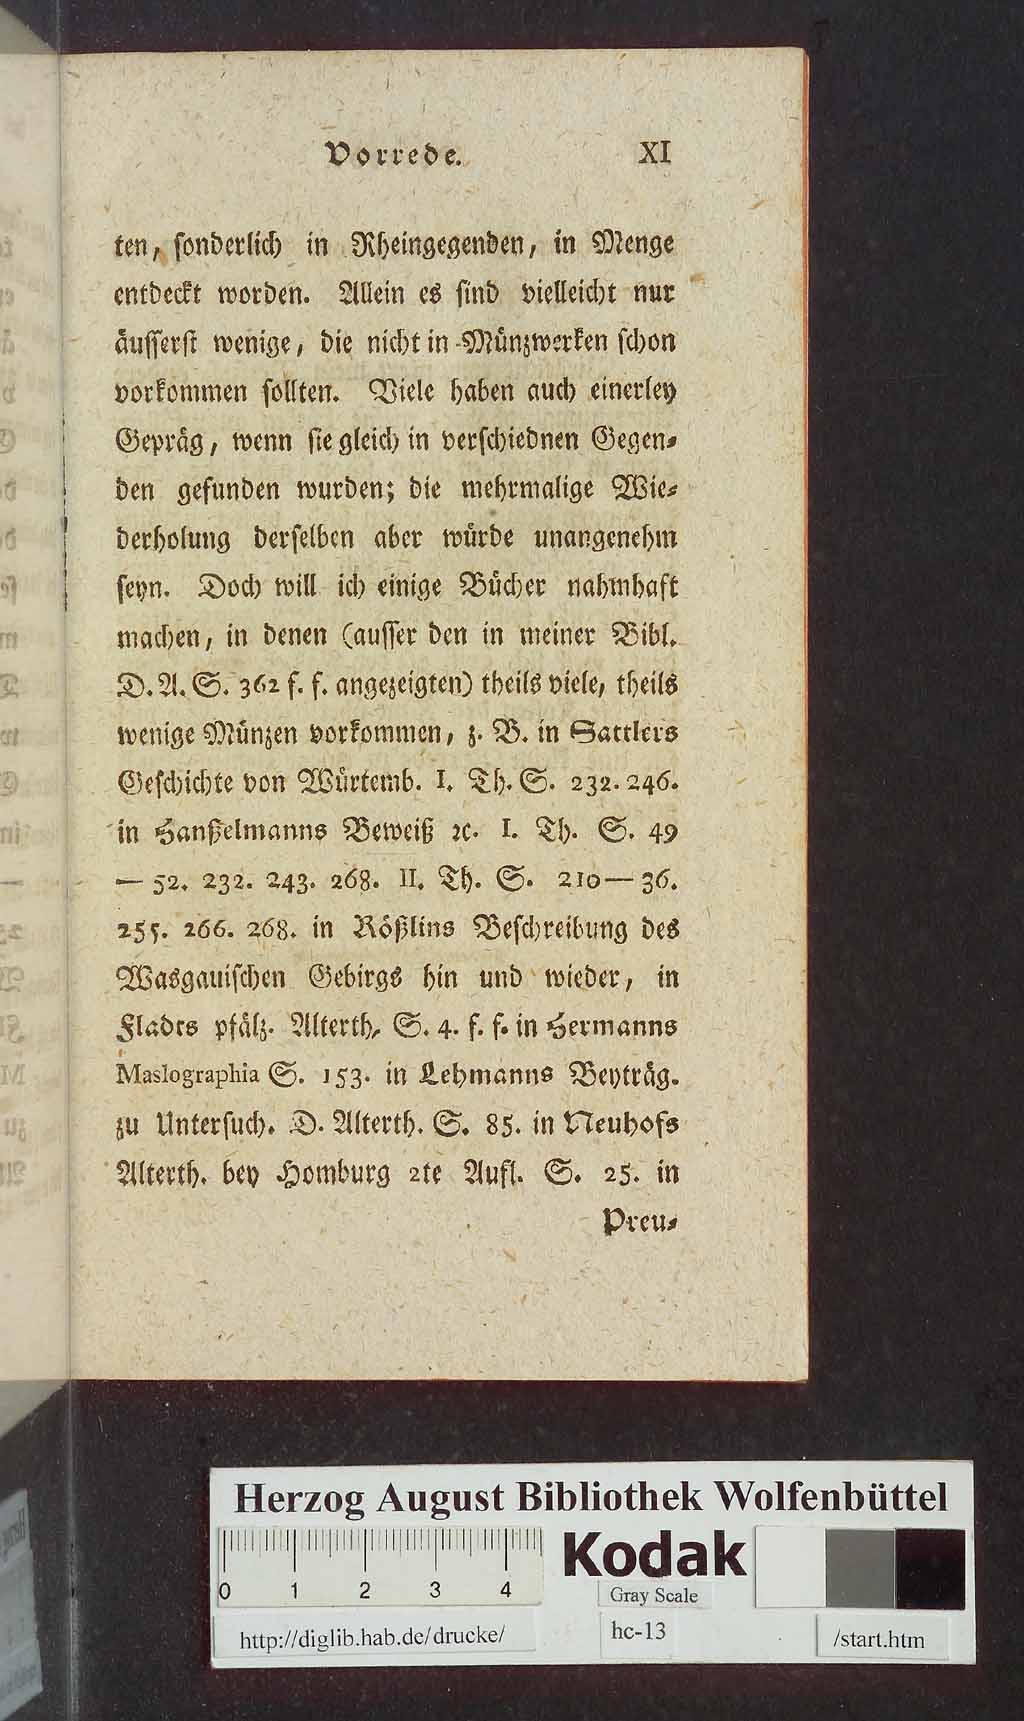 Vorrede. XI
ten, sonderlich in Rheingegenden, in Menge
entdeckt worden. Allein es sind vielleicht nur
äusserst wenige, die nicht in Münzwerken schon
vorkommen sollten. Viele haben auch einerley
Gepräg, wenn sie gleich in verschiednen Gegen-
den gefunden wurden; die mehrmalige Wie-
derholung derselben aber würde unangenehm
seyn. Doch will ich einige Bücher nahmhaft
machen, in denen (ausser den in meiner Bibl.
D. A. S. 362 f. f. angezeigten) theils viele, theils
wenige Münzen vorkommen, z. B. in Sattlers
Geschichte von Würtemb. I. Th. S. 232. 246.
in Hanßelmanns Beweiß ꝛc. I. Th. S. 49
— 52. 232. 243. 268. II. Th. S. 210—36.
255. 266. 268. in Rößlins Beschreibung des
Wasgauischen Gebirgs hin und wieder, in
Flades pfälz. Alterth. S. 4. f. f. in Hermanns
Maslographia S. 153. in Lehmanns Beyträg.
zu Untersuch. D. Alterth. S. 85. in Neuhofs
Alterth. bey Homburg 2te Aufl. S. 25. in
Preu-
Herzog August Bibliothek Wolfenbüttel
0 1 2 3 4
Kodak
Gray Scale
http://diglib.hab.de/drucke/ hc-13 /start.htm